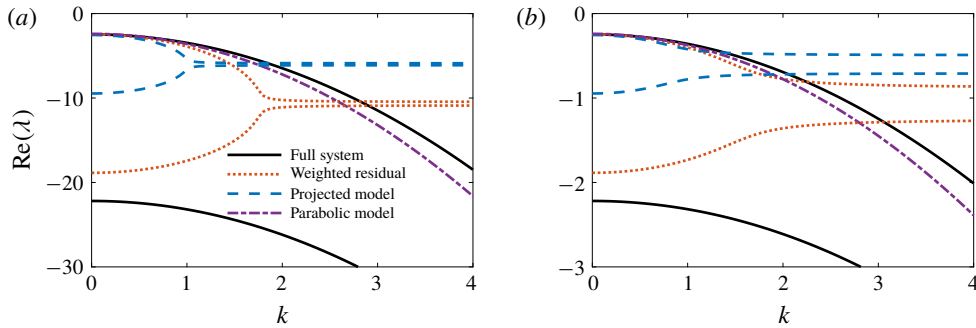 (a)
(b)
0
−10
−20
−30
Re(λ)
Full system
Weighted residual
Projected model
Parabolic model
0 1 2 3 4
k
0
−1
−2
−3
0 1 2 3 4
k